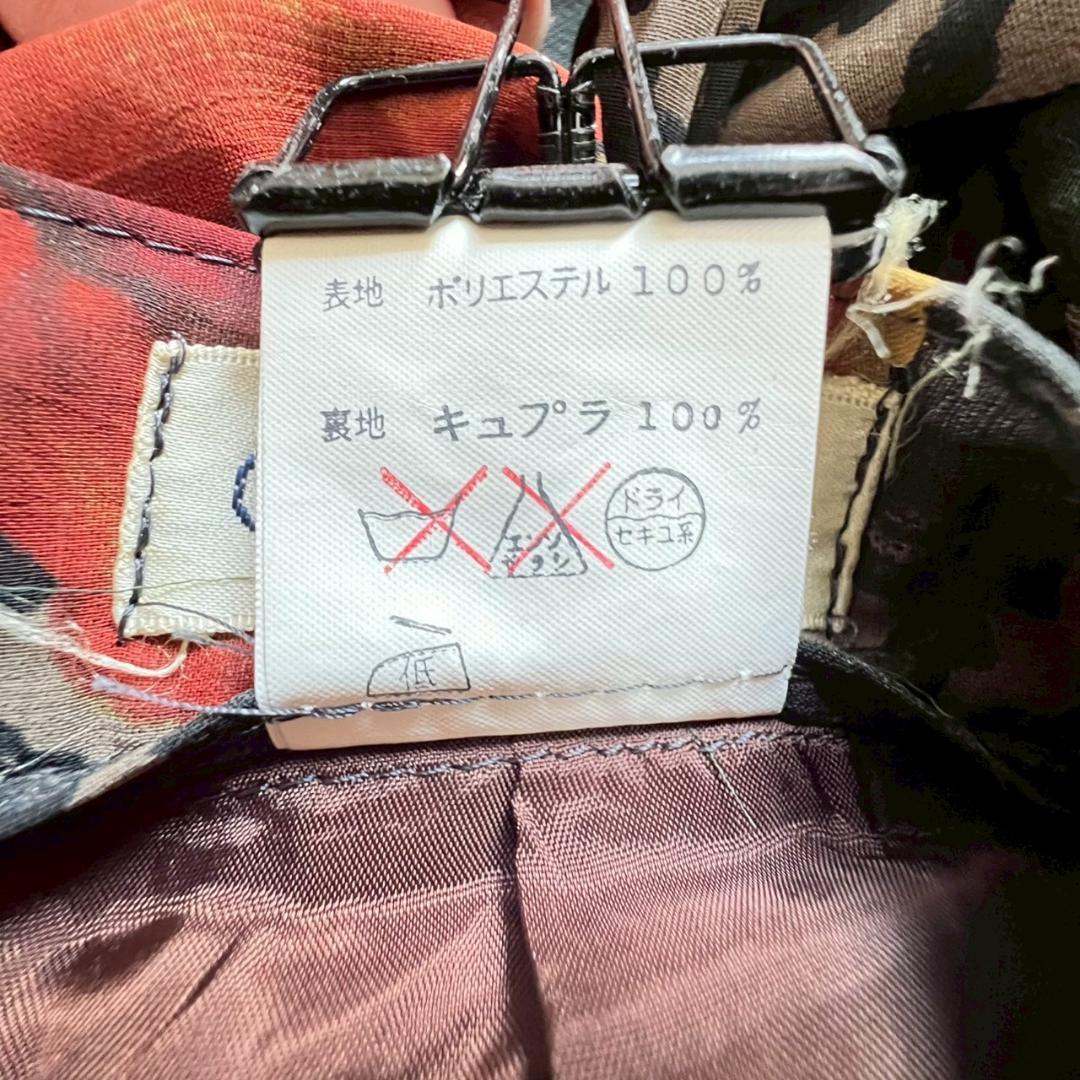 表地 ポリエステル 100%
裏地 キュプラ 100%
エンソ ドライ
サラシ セキユ系
低